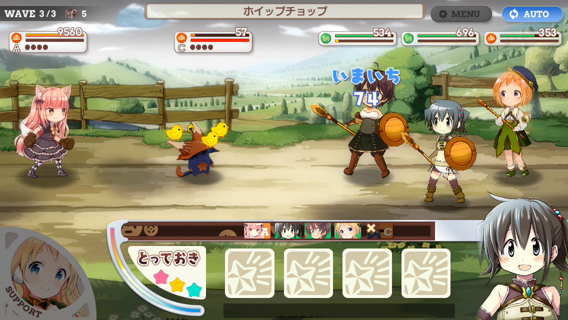 WAVE 3/3 5
ホイップチョップ
MENU
AUTO
9560
A
57
C
534
696
353
いまいち
74
C
とっておき
SUPPORT